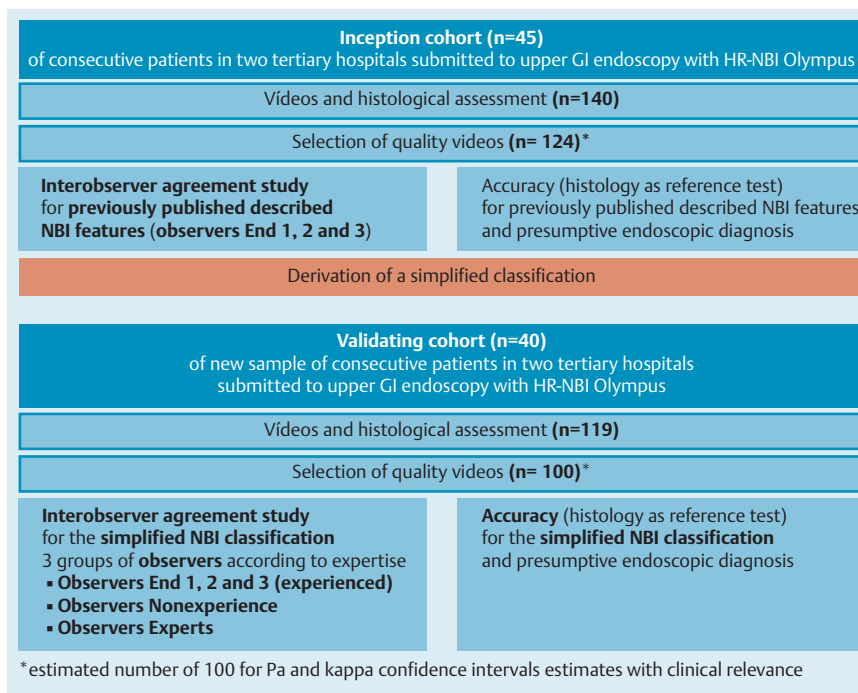 Inception cohort (n=45)
of consecutive patients in two tertiary hospitals submitted to upper GI endoscopy with HR-NBI Olympus
Vídeos and histological assessment (n=140)
Selection of quality videos (n= 124)*
Interobserver agreement study
for previously published described
NBI features (observers End 1, 2 and 3)
Accuracy (histology as reference test)
for previously published described NBI features
and presumptive endoscopic diagnosis
Derivation of a simplified classification
Validating cohort (n=40)
of new sample of consecutive patients in two tertiary hospitals
submitted to upper GI endoscopy with HR-NBI Olympus
Vídeos and histological assessment (n=119)
Selection of quality videos (n= 100)*
Interobserver agreement study
for the simplified NBI classification
3 groups of observers according to expertise
▪ Observers End 1, 2 and 3 (experienced)
▪ Observers Nonexperience
▪ Observers Experts
Accuracy (histology as reference test)
for the simplified NBI classification
and presumptive endoscopic diagnosis
*estimated number of 100 for Pa and kappa confidence intervals estimates with clinical relevance